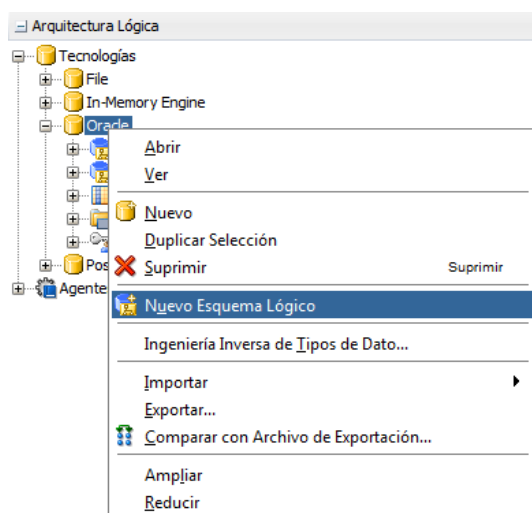 Arquitectura Lógica
Tecnologías
File
In-Memory Engine
Oracle
Abrir
Ver
Nuevo
Duplicar Selección
Pos
Suprimir Suprimir
Agente
Nuevo Esquema Lógico
Ingeniería Inversa de Tipos de Dato...
Importar
Exportar...
Comparar con Archivo de Exportación...
Ampliar
Reducir